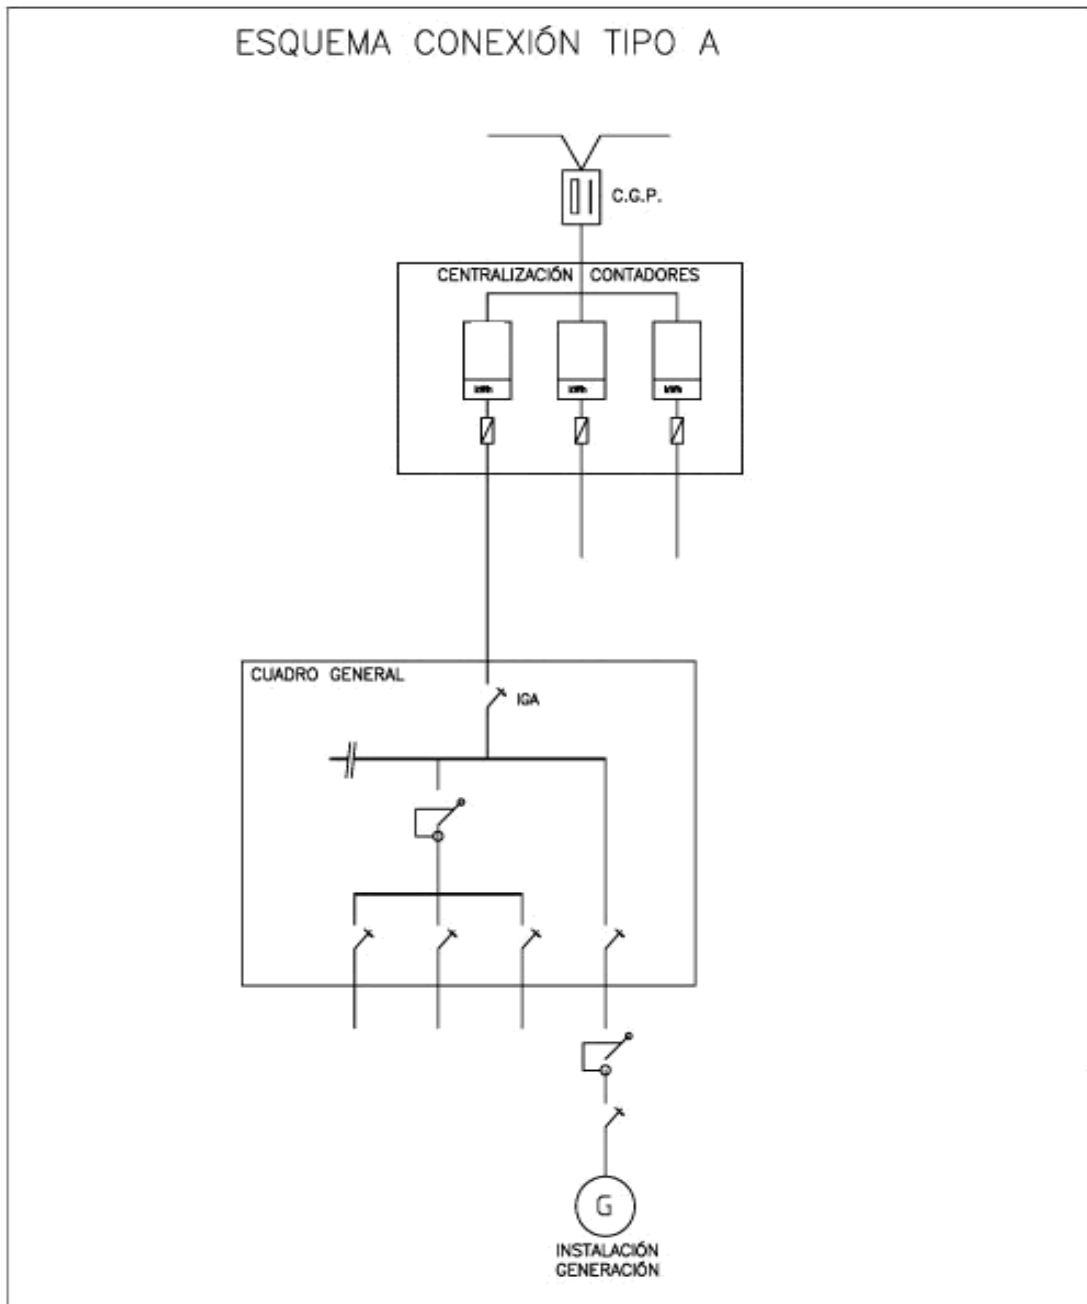 ESQUEMA CONEXIÓN TIPO A
C.G.P.
CENTRALIZACIÓN CONTADORES
CUADRO GENERAL
IGA
G
INSTALACIÓN
GENERACIÓN